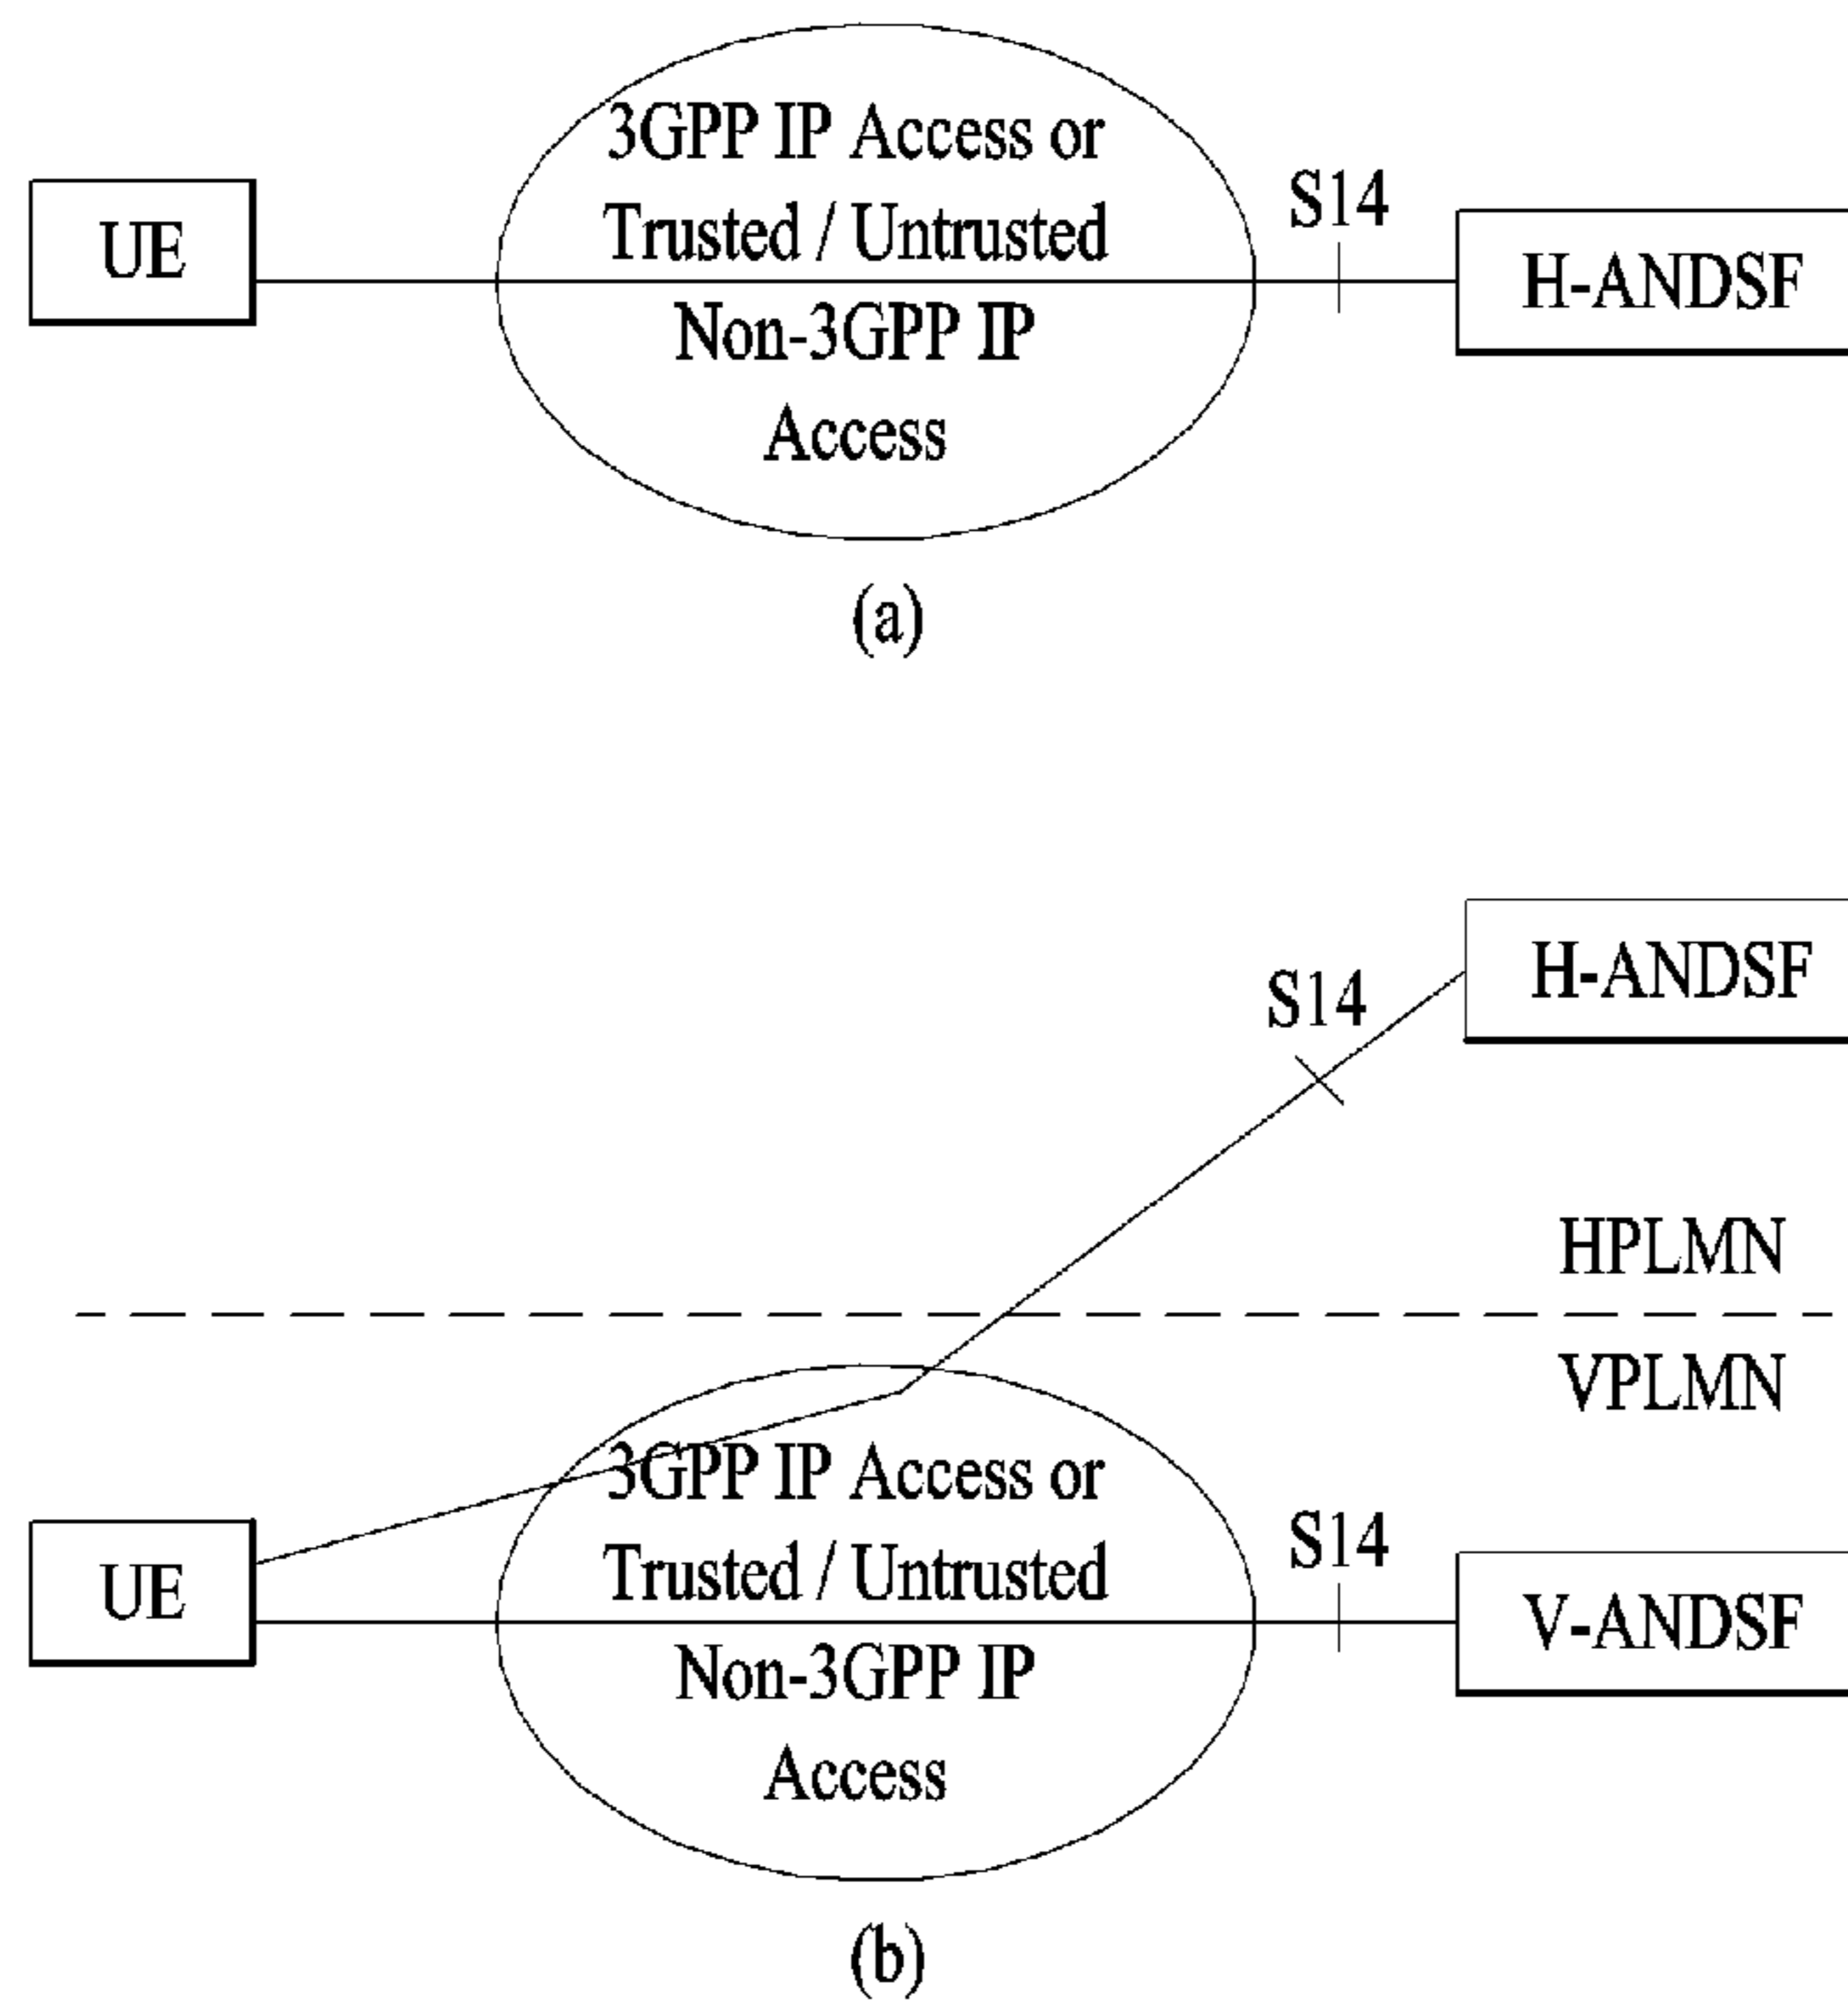 3GPP IP Access or
UE
Trusted / Untrusted
S14
H-ANDSF
Non-3GPP IP
Access
(a)
H-ANDSF
S14
HPLMN
VPLMN
3GPP IP Access or
UE
Trusted / Untrusted
S14
V-ANDSF
Non-3GPP IP
Access
(b)